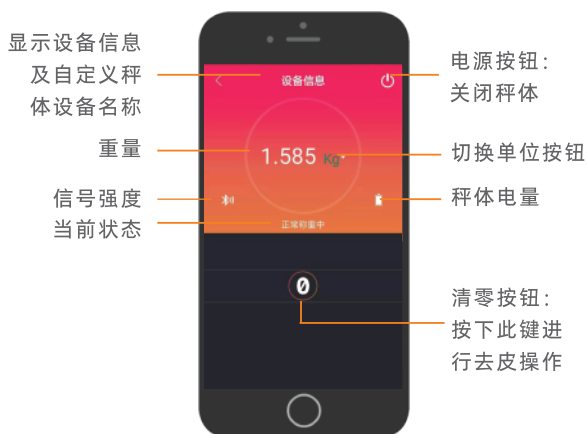 显示设备信息
及自定义秤
体设备名称
重量
信号强度
当前状态
设备信息
1.585 Kg
正常称重中
0
电源按钮：
关闭秤体
切换单位按钮
秤体电量
清零按钮：
按下此键进
行去皮操作